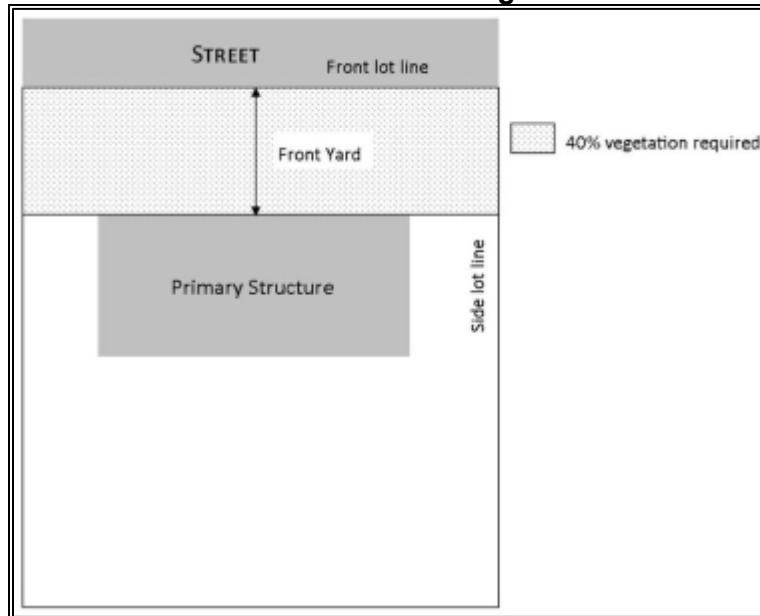 STREET
Front lot line
Front Yard
40% vegetation required
Primary Structure
Side lot line